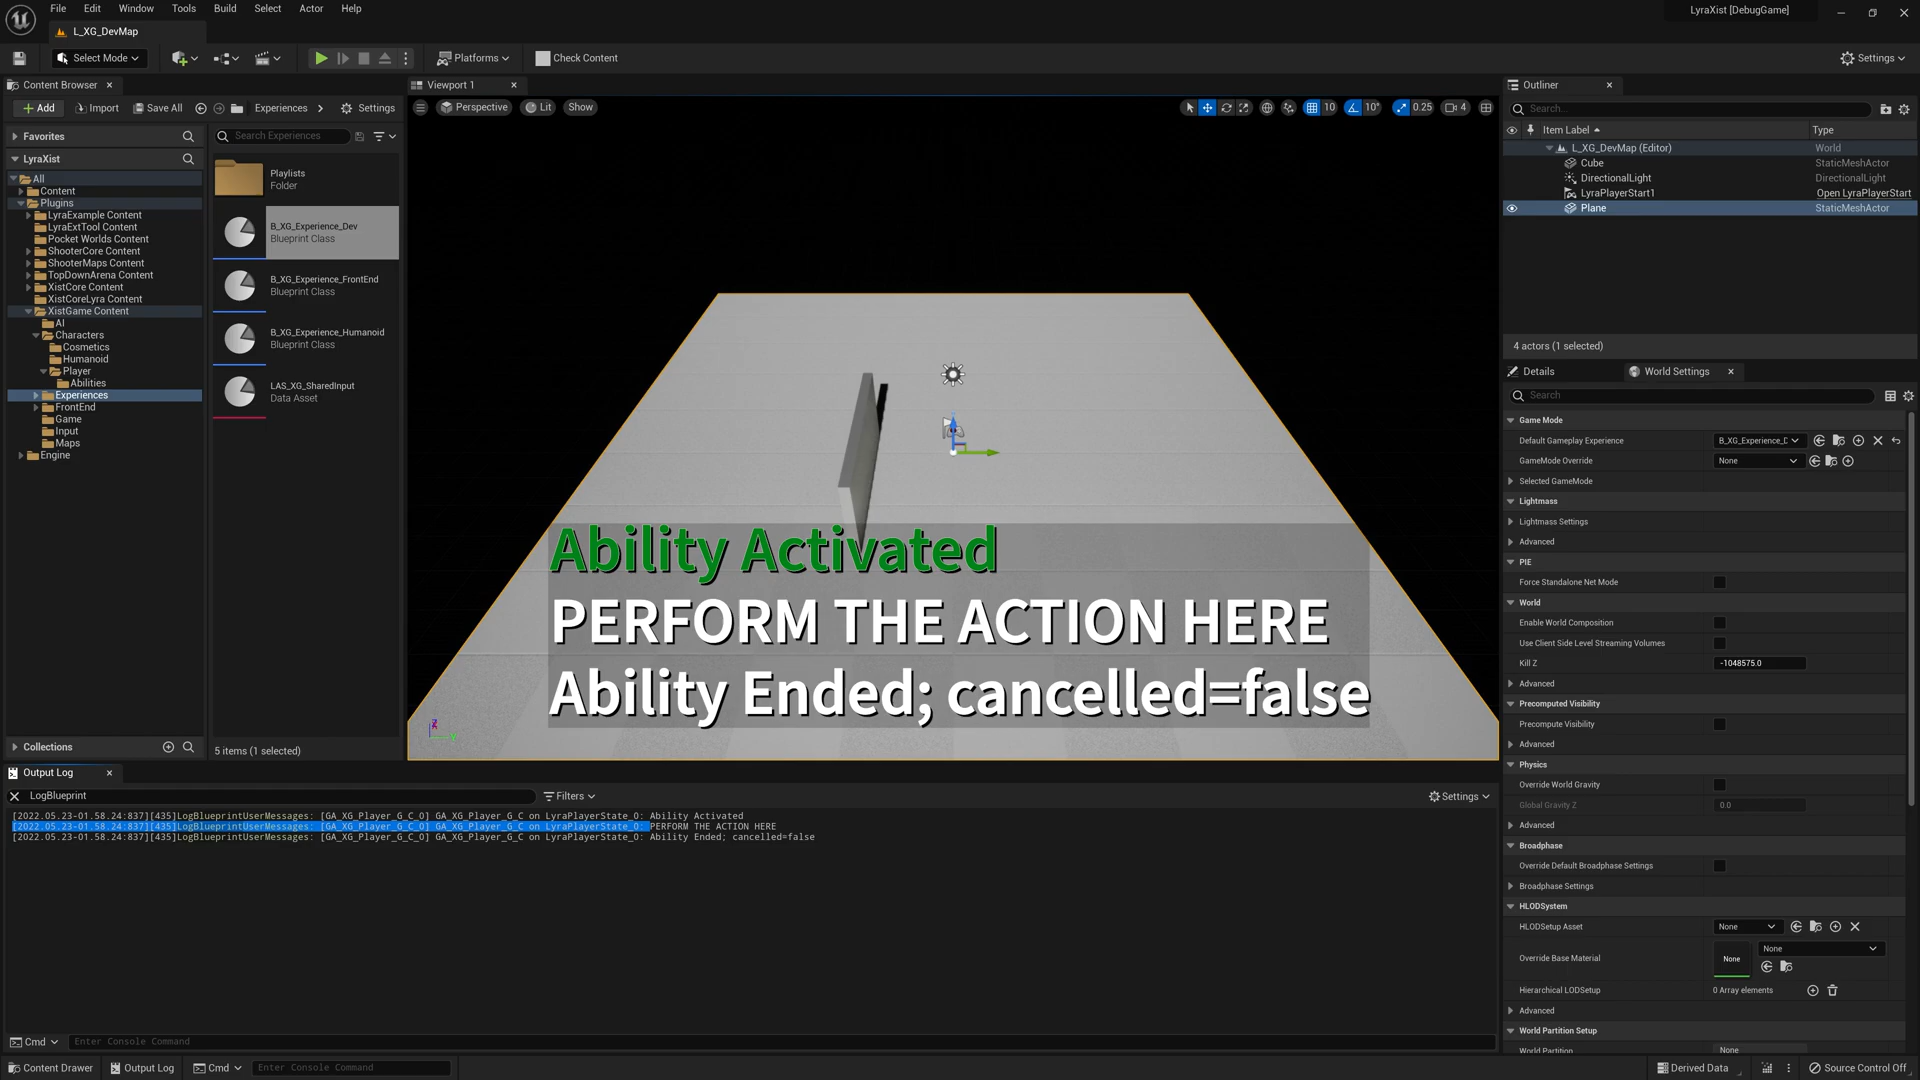 File Edit Window Tools Build Select Actor Help
LyraXist [DebugGame]
L_XG_DevMap
Select Mode
Platforms
Check Content
Settings
Content Browser
Add Import Save All Experiences Settings
Favorites
LyraXist
All
Content
Plugins
LyraExample Content
LyraExtTool Content
Pocket Worlds Content
ShooterCore Content
ShooterMaps Content
TopDownArena Content
XistCore Content
XistCoreLyra Content
XistGame Content
AI
Characters
Cosmetics
Humanoid
Player
Abilities
Experiences
FrontEnd
Game
Input
Maps
Engine
Collections
Search Experiences
Playlists
Folder
B_XG_Experience_Dev
Blueprint Class
B_XG_Experience_FrontEnd
Blueprint Class
B_XG_Experience_Humanoid
Blueprint Class
LAS_XG_SharedInput
Data Asset
5 items (1 selected)
Viewport 1
Perspective Lit Show
10 10° 0.25 4
Ability Activated
PERFORM THE ACTION HERE
Ability Ended; cancelled=false
Z
Y
Outliner
Search...
Item Label Type
L_XG_DevMap (Editor) World
Cube StaticMeshActor
DirectionalLight DirectionalLight
LyraPlayerStart1 Open LyraPlayerStart
Plane StaticMeshActor
4 actors (1 selected)
Details World Settings
Search
Game Mode
Default Gameplay Experience B_XG_Experience_D
GameMode Override None
Selected GameMode
Lightmass
Lightmass Settings
Advanced
PIE
Force Standalone Net Mode
World
Enable World Composition
Use Client Side Level Streaming Volumes
Kill Z -1048575.0
Advanced
Precomputed Visibility
Precompute Visibility
Advanced
Physics
Override World Gravity
Global Gravity Z 0.0
Advanced
Broadphase
Override Default Broadphase Settings
Broadphase Settings
HLODSystem
HLODSetup Asset None
Override Base Material None None
Hierarchical LODSetup 0 Array elements
Advanced
World Partition Setup
World Partition None
Output Log
LogBlueprint Filters Settings
[2022.05.23-01.58.24:837][435]LogBlueprintUserMessages: [GA_XG_Player_G_C_0] GA_XG_Player_G_C on LyraPlayerState_0: Ability Activated
[2022.05.23-01.58.24:837][435]LogBlueprintUserMessages: [GA_XG_Player_G_C_0] GA_XG_Player_G_C on LyraPlayerState_0: PERFORM THE ACTION HERE
[2022.05.23-01.58.24:837][435]LogBlueprintUserMessages: [GA_XG_Player_G_C_0] GA_XG_Player_G_C on LyraPlayerState_0: Ability Ended; cancelled=false
Cmd Enter Console Command
Content Drawer Output Log Cmd Enter Console Command
Derived Data Source Control Off